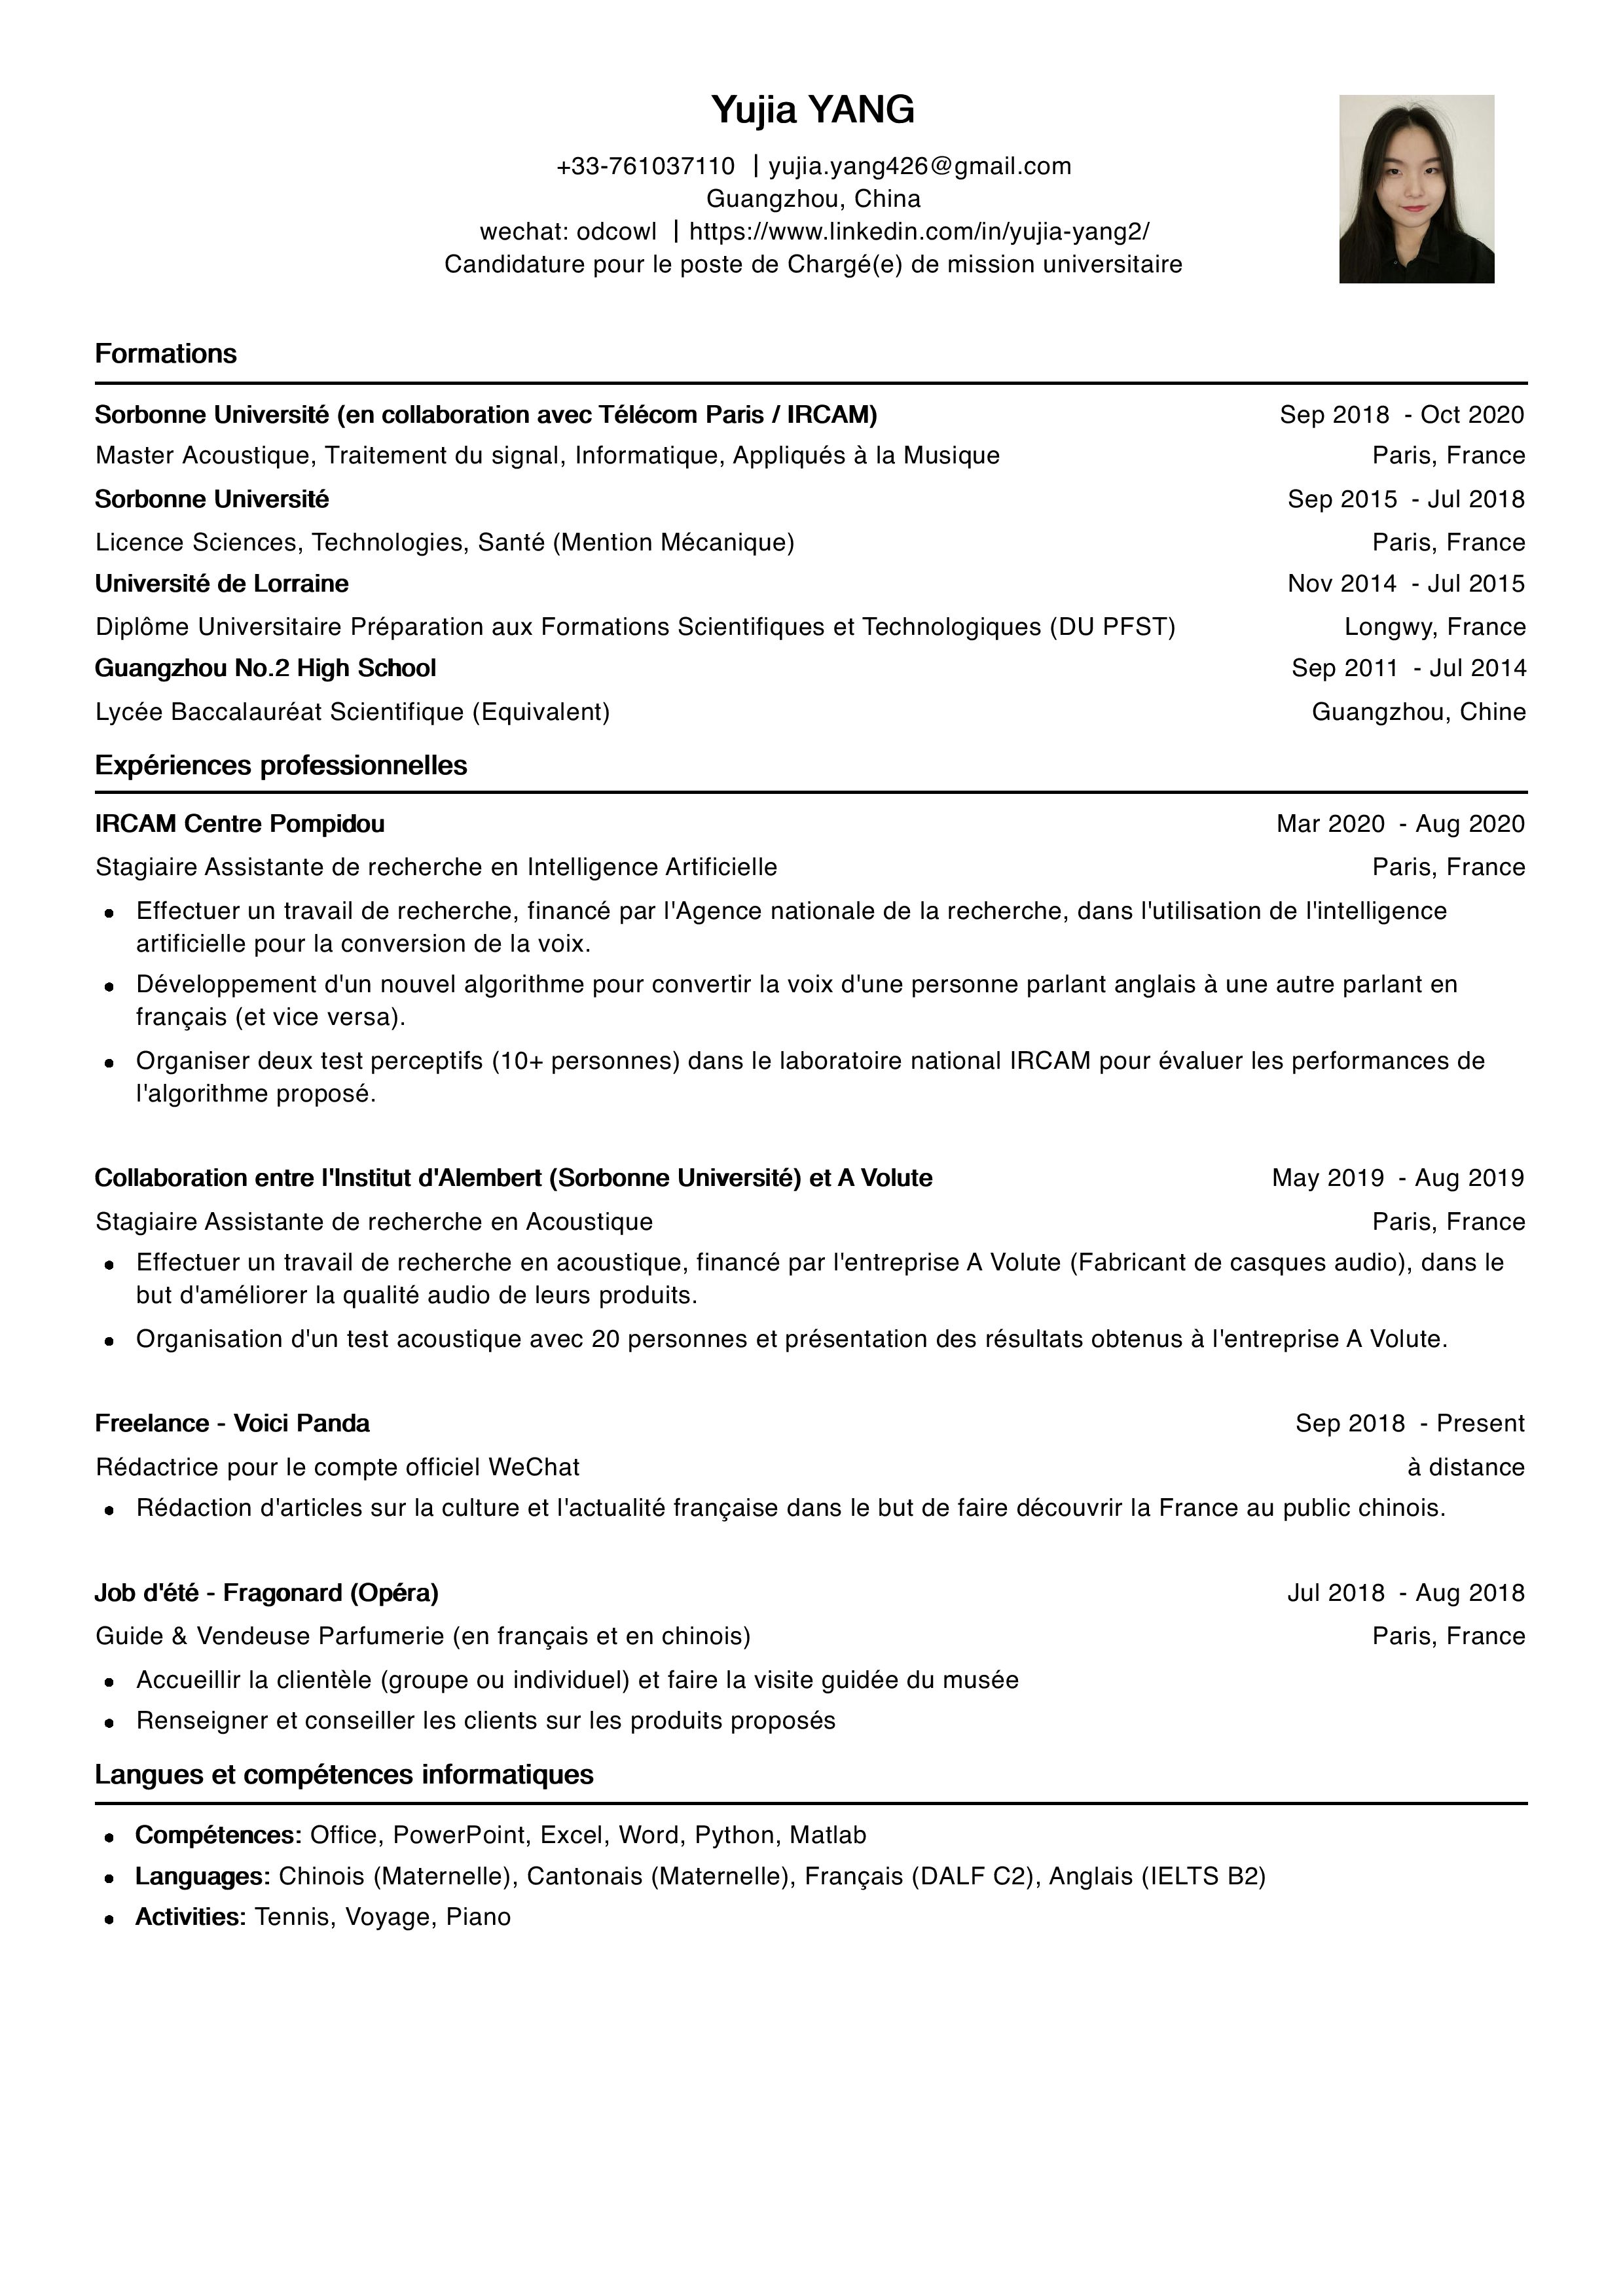 Yujia YANG
+33-761037110 | yujia.yang426@gmail.com
Guangzhou, China
wechat: odcowl | https://www.linkedin.com/in/yujia-yang2/
Candidature pour le poste de Chargé(e) de mission universitaire
Formations
Sorbonne Université (en collaboration avec Télécom Paris / IRCAM) Sep 2018 - Oct 2020
Master Acoustique, Traitement du signal, Informatique, Appliqués à la Musique Paris, France
Sorbonne Université Sep 2015 - Jul 2018
Licence Sciences, Technologies, Santé (Mention Mécanique) Paris, France
Université de Lorraine Nov 2014 - Jul 2015
Diplôme Universitaire Préparation aux Formations Scientifiques et Technologiques (DU PFST) Longwy, France
Guangzhou No.2 High School Sep 2011 - Jul 2014
Lycée Baccalauréat Scientifique (Equivalent) Guangzhou, Chine
Expériences professionnelles
IRCAM Centre Pompidou Mar 2020 - Aug 2020
Stagiaire Assistante de recherche en Intelligence Artificielle Paris, France
• Effectuer un travail de recherche, financé par l'Agence nationale de la recherche, dans l'utilisation de l'intelligence
artificielle pour la conversion de la voix.
• Développement d'un nouvel algorithme pour convertir la voix d'une personne parlant anglais à une autre parlant en
français (et vice versa).
• Organiser deux test perceptifs (10+ personnes) dans le laboratoire national IRCAM pour évaluer les performances de
l'algorithme proposé.
Collaboration entre l'Institut d'Alembert (Sorbonne Université) et A Volute May 2019 - Aug 2019
Stagiaire Assistante de recherche en Acoustique Paris, France
• Effectuer un travail de recherche en acoustique, financé par l'entreprise A Volute (Fabricant de casques audio), dans le
but d'améliorer la qualité audio de leurs produits.
• Organisation d'un test acoustique avec 20 personnes et présentation des résultats obtenus à l'entreprise A Volute.
Freelance - Voici Panda Sep 2018 - Present
Rédactrice pour le compte officiel WeChat à distance
• Rédaction d'articles sur la culture et l'actualité française dans le but de faire découvrir la France au public chinois.
Job d'été - Fragonard (Opéra) Jul 2018 - Aug 2018
Guide & Vendeuse Parfumerie (en français et en chinois) Paris, France
• Accueillir la clientèle (groupe ou individuel) et faire la visite guidée du musée
• Renseigner et conseiller les clients sur les produits proposés
Langues et compétences informatiques
• Compétences: Office, PowerPoint, Excel, Word, Python, Matlab
• Languages: Chinois (Maternelle), Cantonais (Maternelle), Français (DALF C2), Anglais (IELTS B2)
• Activities: Tennis, Voyage, Piano